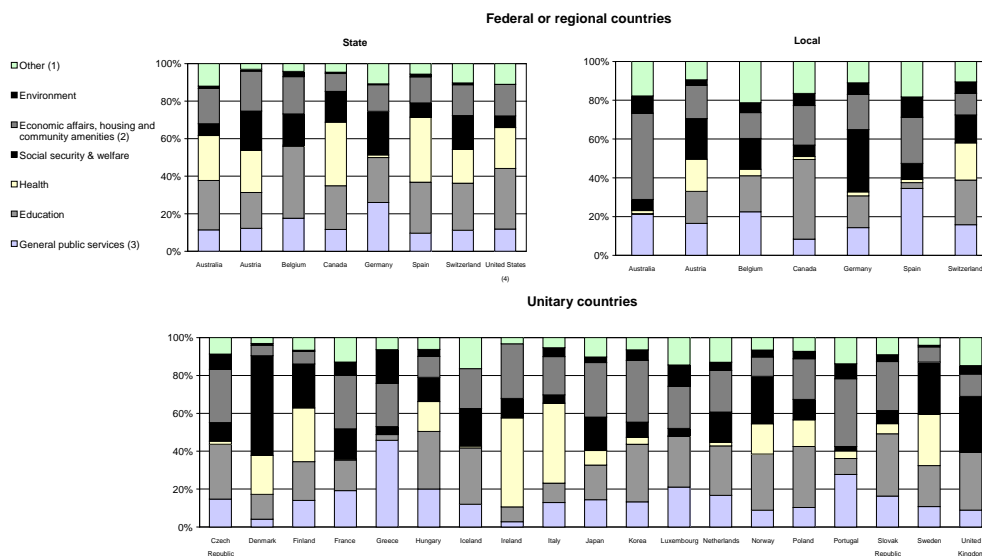 Federal or regional countries
State
Local
Other (1)
Environment
Economic affairs, housing and
community amenities (2)
Social security & welfare
Health
Education
General public services (3)
100%
80%
60%
40%
20%
0%
Australia Austria Belgium Canada Germany Spain Switzerland United States
(4)
100%
80%
60%
40%
20%
0%
Australia Austria Belgium Canada Germany Spain Switzerland
Unitary countries
100%
80%
60%
40%
20%
0%
Czech Denmark Finland France Greece Hungary Iceland Ireland Italy Japan Korea Luxembourg Netherlands Norway Poland Portugal Slovak Sweden United
Republic Republic Kingdom